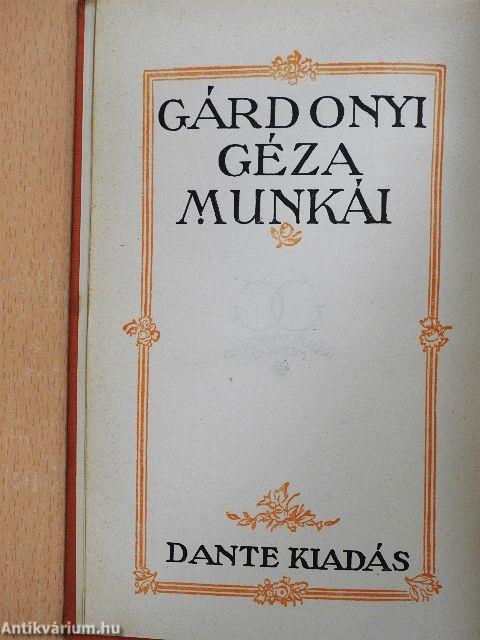 GÁRDONYI
GÉZA
MUNKÁI
DANTE KIADÁS
Antikvárium.hu